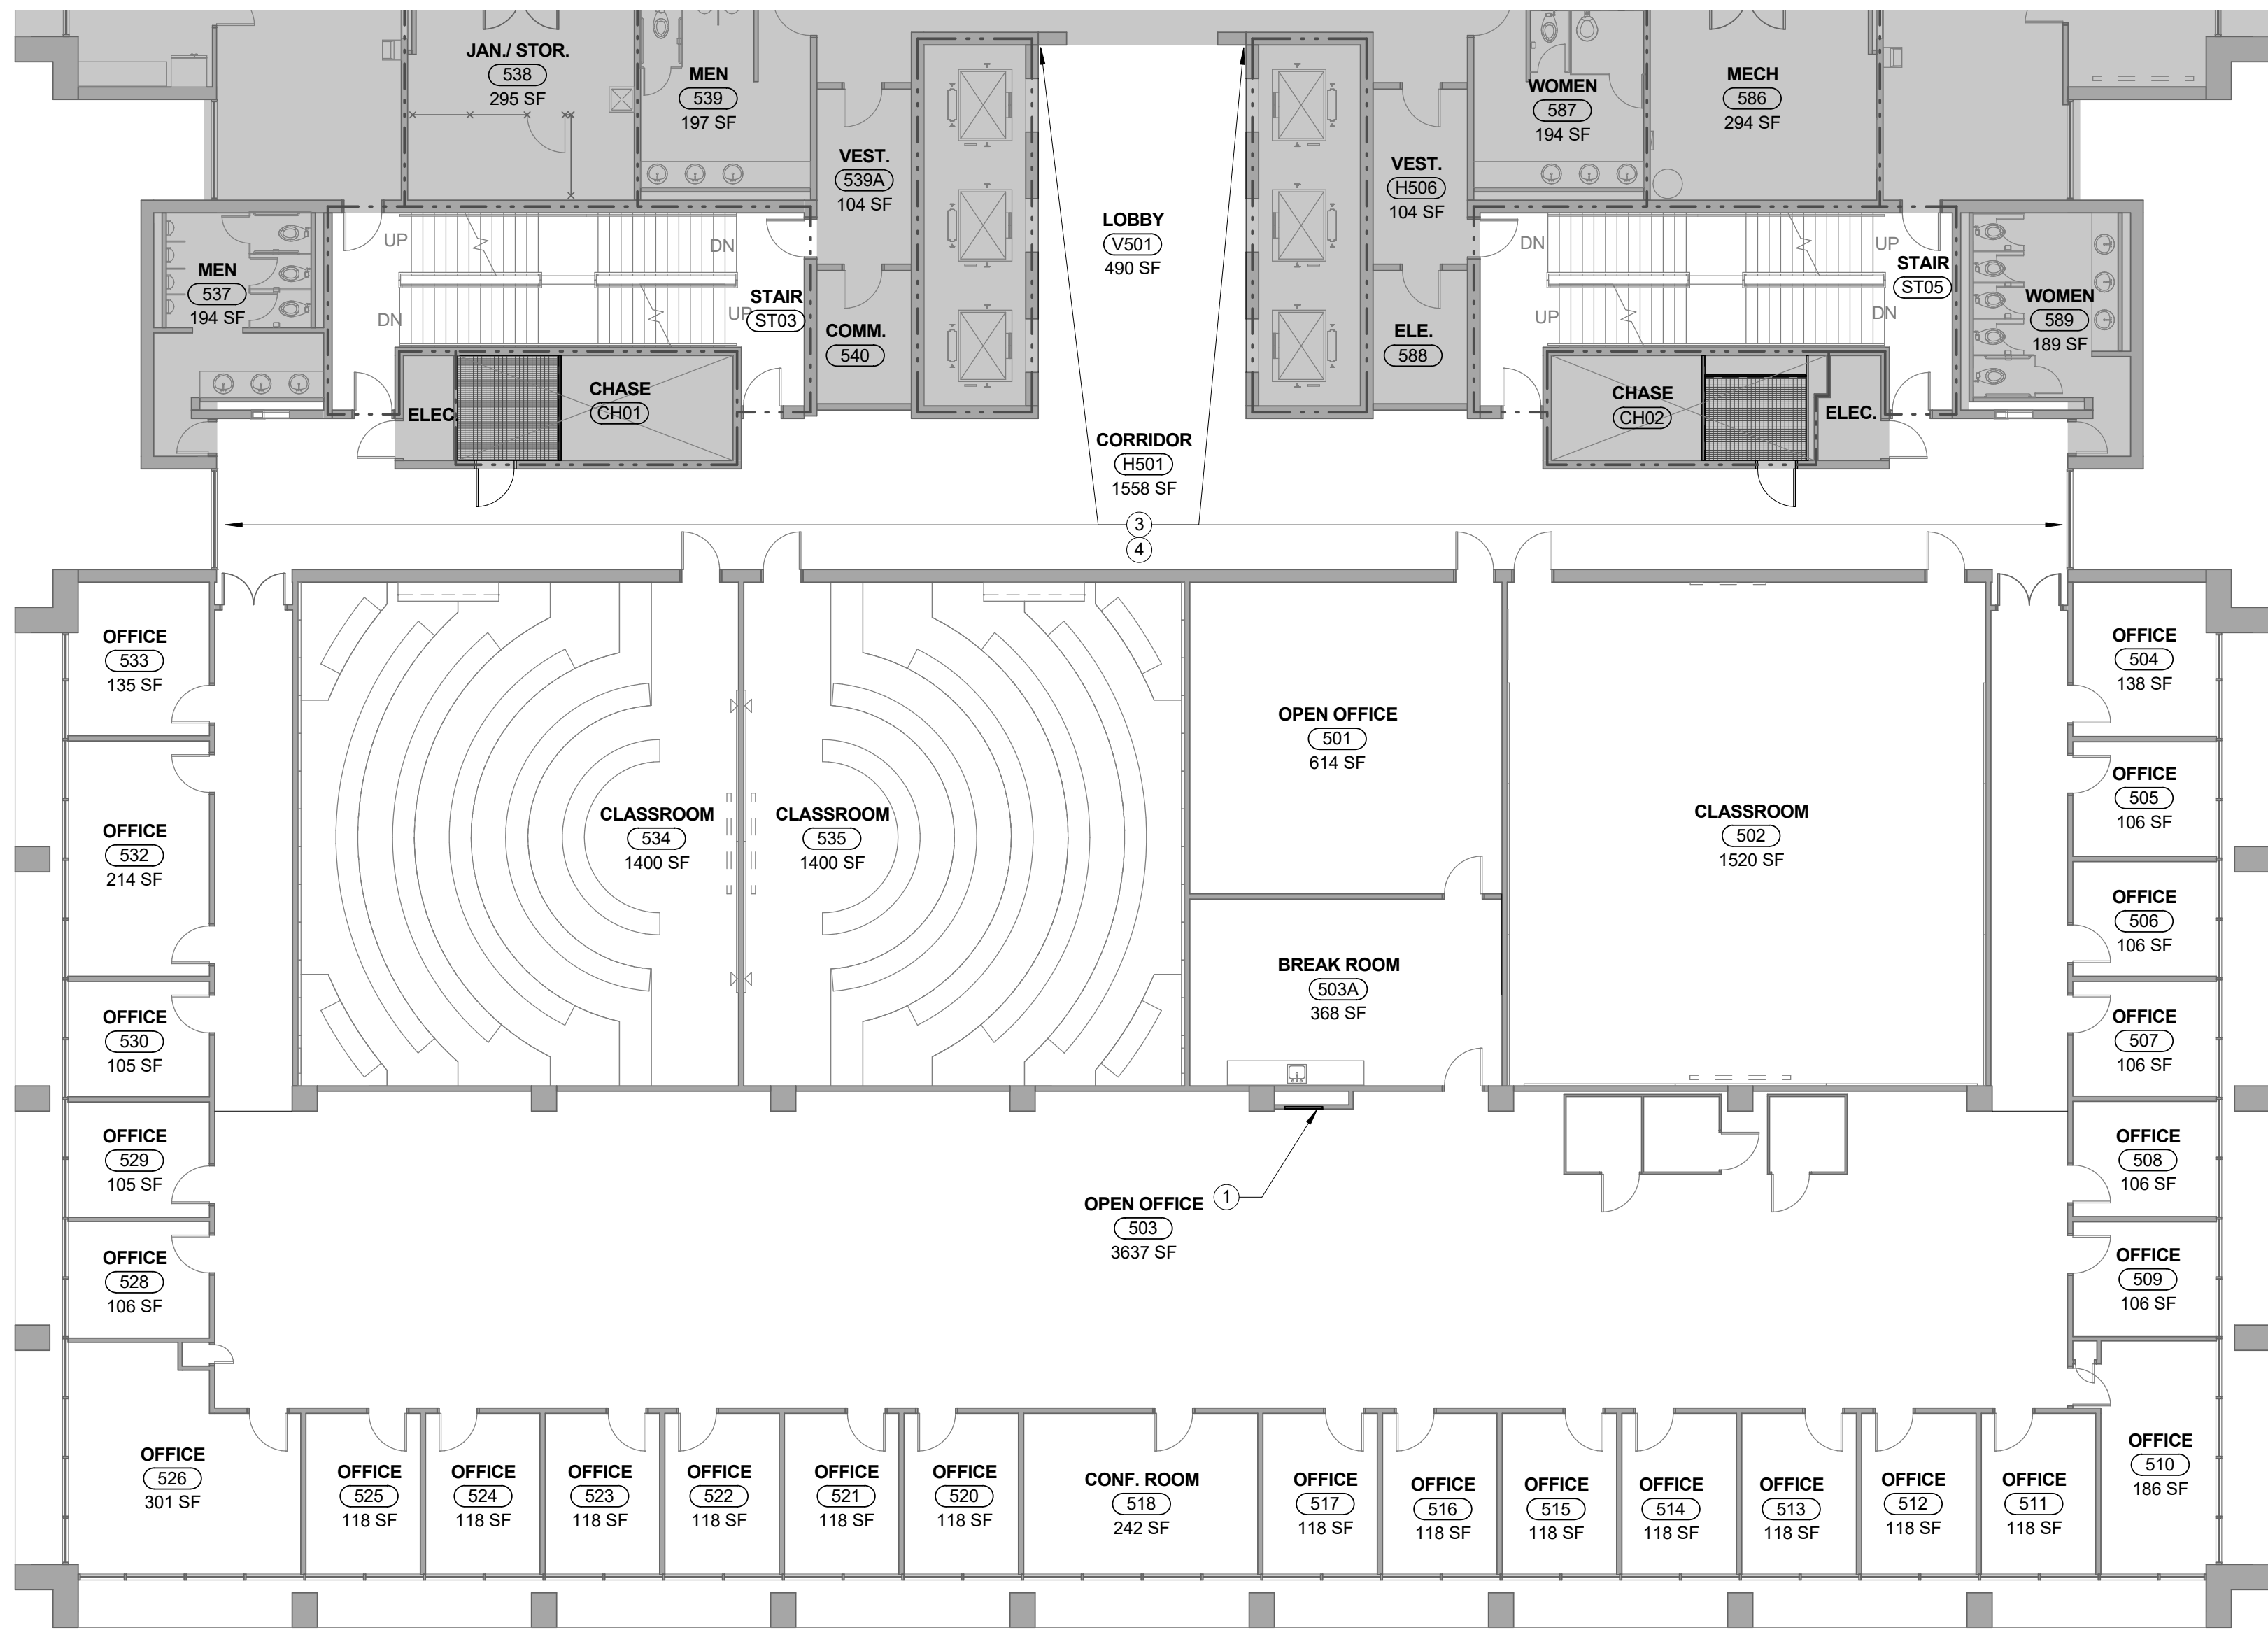 JAN./ STOR.
538
295 SF
MEN
539
197 SF
WOMEN
587
194 SF
MECH
586
294 SF
VEST.
539A
104 SF
VEST.
H506
104 SF
LOBBY
V501
490 SF
UP
DN
DN
UP
MEN
537
194 SF
STAIR
ST03
STAIR
ST05
WOMEN
589
189 SF
DN
UP
UP
DN
COMM.
540
ELE.
588
ELEC.
CHASE
CH01
CHASE
CH02
ELEC.
CORRIDOR
H501
1558 SF
3
4
OFFICE
533
135 SF
OFFICE
504
138 SF
OPEN OFFICE
501
614 SF
OFFICE
505
106 SF
OFFICE
532
214 SF
CLASSROOM
534
1400 SF
CLASSROOM
535
1400 SF
CLASSROOM
502
1520 SF
OFFICE
506
106 SF
BREAK ROOM
503A
368 SF
OFFICE
530
105 SF
OFFICE
507
106 SF
OFFICE
529
105 SF
OFFICE
508
106 SF
OPEN OFFICE
503
3637 SF
1
OFFICE
528
106 SF
OFFICE
509
106 SF
OFFICE
526
301 SF
OFFICE
525
118 SF
OFFICE
524
118 SF
OFFICE
523
118 SF
OFFICE
522
118 SF
OFFICE
521
118 SF
OFFICE
520
118 SF
CONF. ROOM
518
242 SF
OFFICE
517
118 SF
OFFICE
516
118 SF
OFFICE
515
118 SF
OFFICE
514
118 SF
OFFICE
513
118 SF
OFFICE
512
118 SF
OFFICE
511
118 SF
OFFICE
510
186 SF